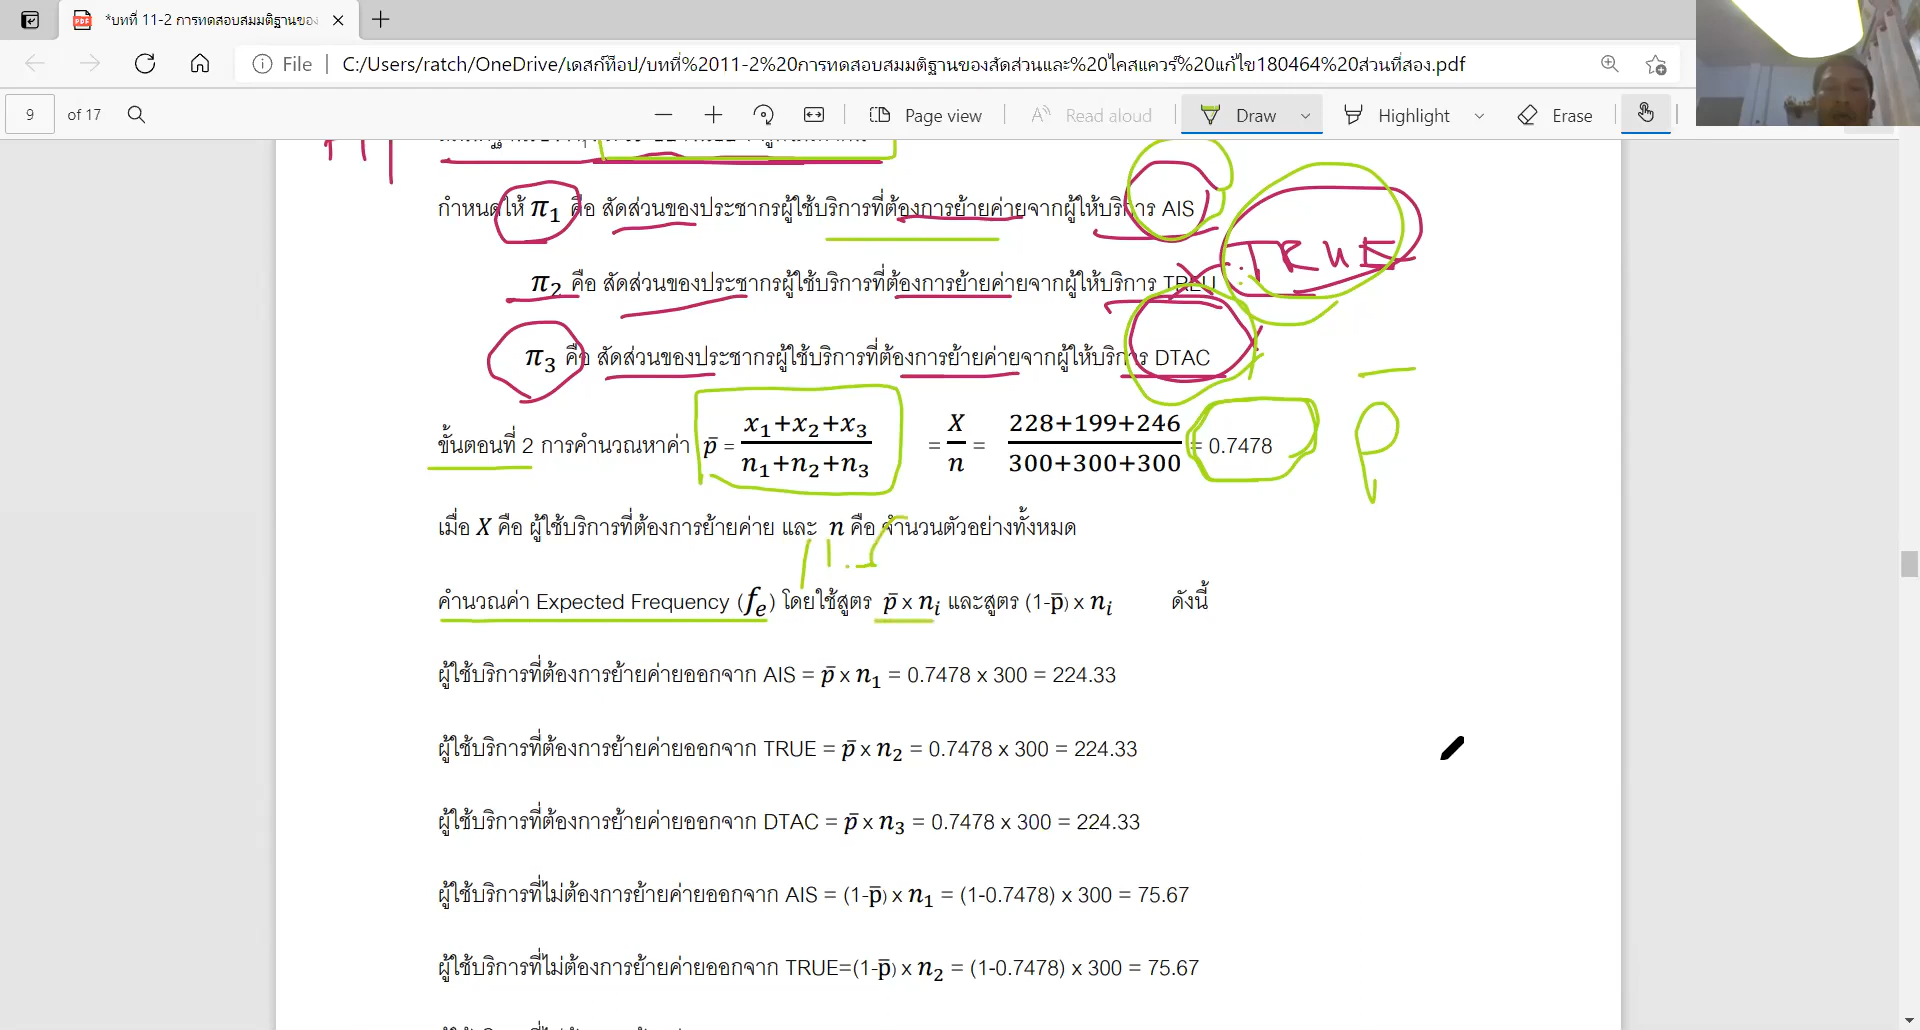 *บทที่ 11-2 การทดสอบสมมติฐานของ
File
C:/Users/ratch/OneDrive/เดสก์ท็อป/บทที่%2011-2%20การทดสอบสมมติฐานของสัดส่วนและ%20ไคสแควร์%20แก้ไข180464%20ส่วนที่สอง.pdf
9 of 17
Page view
Read aloud
Draw
Highlight
Erase
กำหนดให้ π₁ คือ สัดส่วนของประชากรผู้ใช้บริการที่ต้องการย้ายค่ายจากผู้ให้บริการ AIS
TRUE
π₂ คือ สัดส่วนของประชากรผู้ใช้บริการที่ต้องการย้ายค่ายจากผู้ให้บริการ TREU
π₃ คือ สัดส่วนของประชากรผู้ใช้บริการที่ต้องการย้ายค่ายจากผู้ให้บริการ DTAC
ขั้นตอนที่ 2 การคำนวณหาค่า p̄ = (x₁+x₂+x₃)/(n₁+n₂+n₃) = X/n = (228+199+246)/(300+300+300) = 0.7478
p̄
เมื่อ X คือ ผู้ใช้บริการที่ต้องการย้ายค่าย และ n คือ จำนวนตัวอย่างทั้งหมด
คำนวณค่า Expected Frequency (fₑ) โดยใช้สูตร p̄ x nᵢ และสูตร (1-p̄) x nᵢ ดังนี้
ผู้ใช้บริการที่ต้องการย้ายค่ายออกจาก AIS = p̄ x n₁ = 0.7478 x 300 = 224.33
ผู้ใช้บริการที่ต้องการย้ายค่ายออกจาก TRUE = p̄ x n₂ = 0.7478 x 300 = 224.33
ผู้ใช้บริการที่ต้องการย้ายค่ายออกจาก DTAC = p̄ x n₃ = 0.7478 x 300 = 224.33
ผู้ใช้บริการที่ไม่ต้องการย้ายค่ายออกจาก AIS = (1-p̄) x n₁ = (1-0.7478) x 300 = 75.67
ผู้ใช้บริการที่ไม่ต้องการย้ายค่ายออกจาก TRUE=(1-p̄) x n₂ = (1-0.7478) x 300 = 75.67